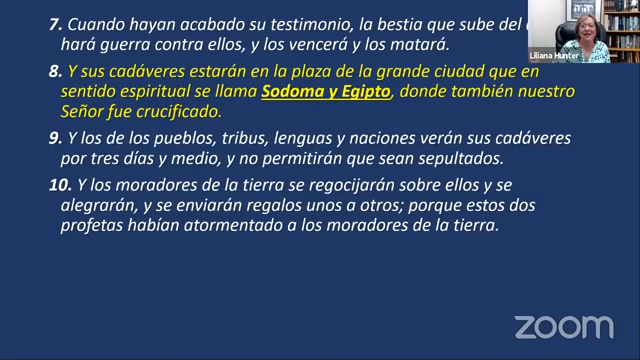 7. Cuando hayan acabado su testimonio, la bestia que sube del
hará guerra contra ellos, y los vencerá y los matará.
8. Y sus cadáveres estarán en la plaza de la grande ciudad que en
sentido espiritual se llama Sodoma y Egipto, donde también nuestro
Señor fue crucificado.
9. Y los de los pueblos, tribus, lenguas y naciones verán sus cadáveres
por tres días y medio, y no permitirán que sean sepultados.
10. Y los moradores de la tierra se regocijarán sobre ellos y se
alegrarán, y se enviarán regalos unos a otros; porque estos dos
profetas habían atormentado a los moradores de la tierra.
Liliana Hunter
zoom